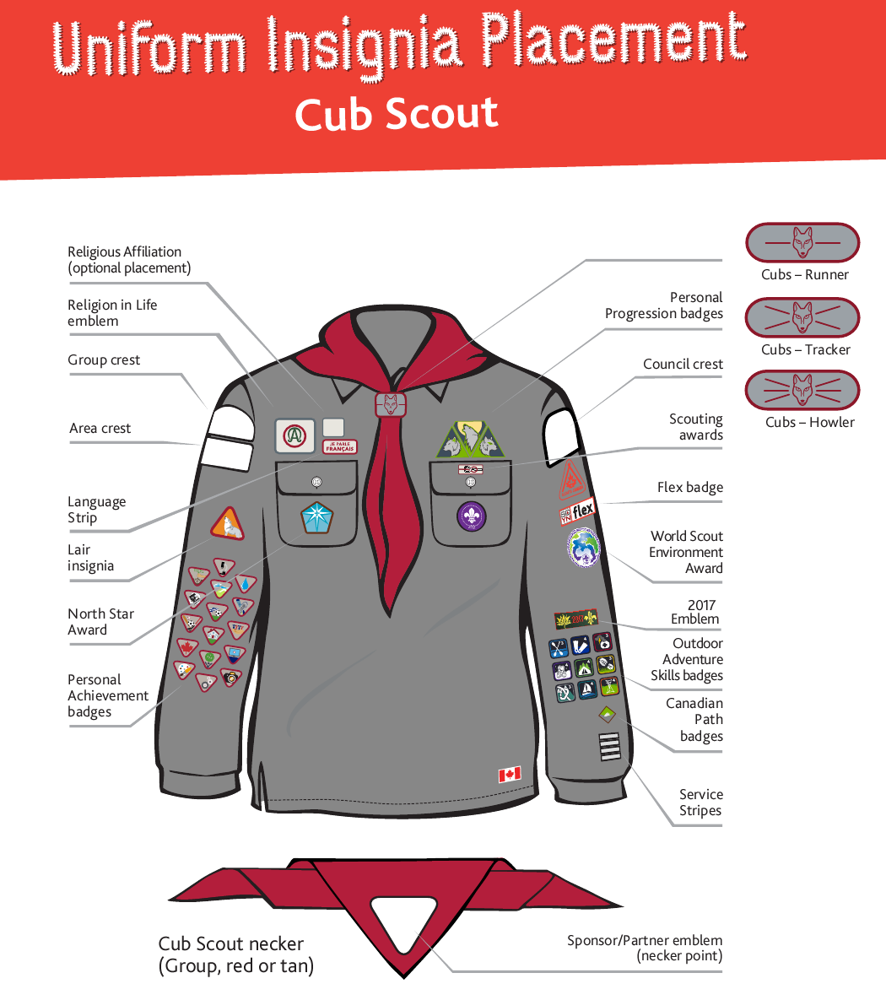 Uniform Insignia Placement
Cub Scout
Religious Affiliation
(optional placement)
Religion in Life
emblem
Group crest
Area crest
Language
Strip
Lair
insignia
North Star
Award
Personal
Achievement
badges
JE PARLE
FRANÇAIS
Cubs – Runner
Cubs – Tracker
Cubs – Howler
Personal
Progression badges
Council crest
Scouting
awards
Flex badge
flex
World Scout
Environment
Award
2017
Emblem
2017
Outdoor
Adventure
Skills badges
Canadian
Path
badges
Service
Stripes
Cub Scout necker
(Group, red or tan)
Sponsor/Partner emblem
(necker point)